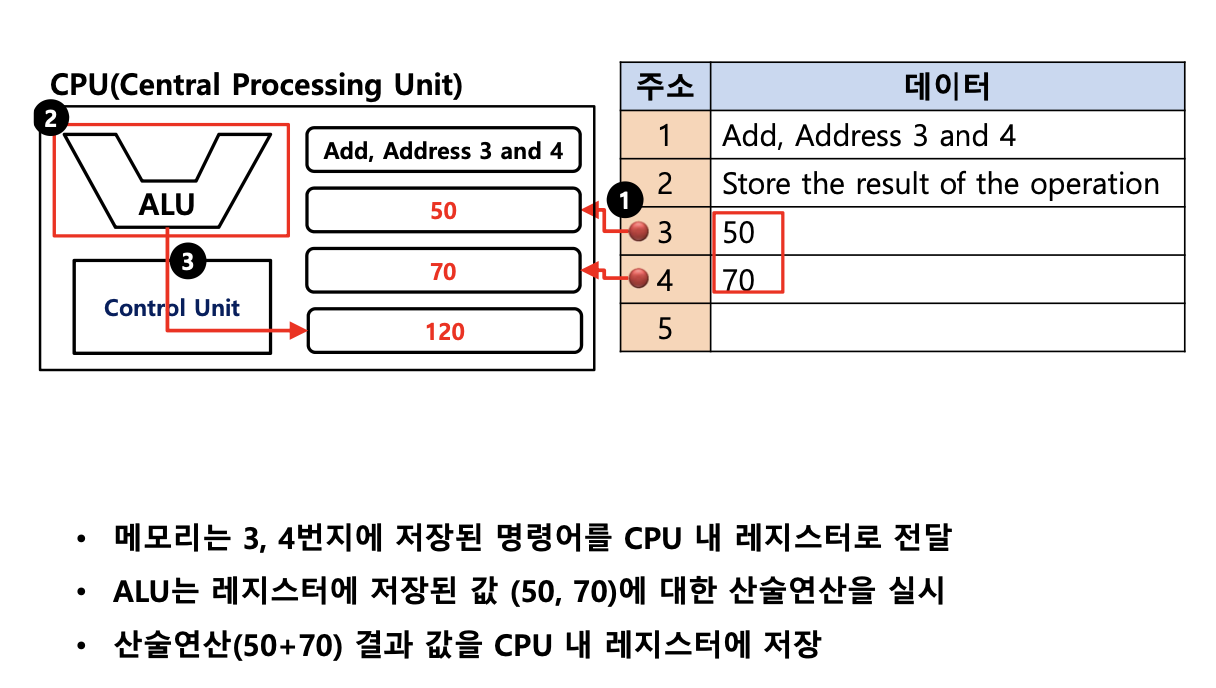 CPU(Central Processing Unit)
2
ALU
3
Control Unit
Add, Address 3 and 4
50
70
120
1
주소 데이터
1 Add, Address 3 and 4
2 Store the result of the operation
3 50
4 70
5
• 메모리는 3, 4번지에 저장된 명령어를 CPU 내 레지스터로 전달
• ALU는 레지스터에 저장된 값 (50, 70)에 대한 산술연산을 실시
• 산술연산(50+70) 결과 값을 CPU 내 레지스터에 저장